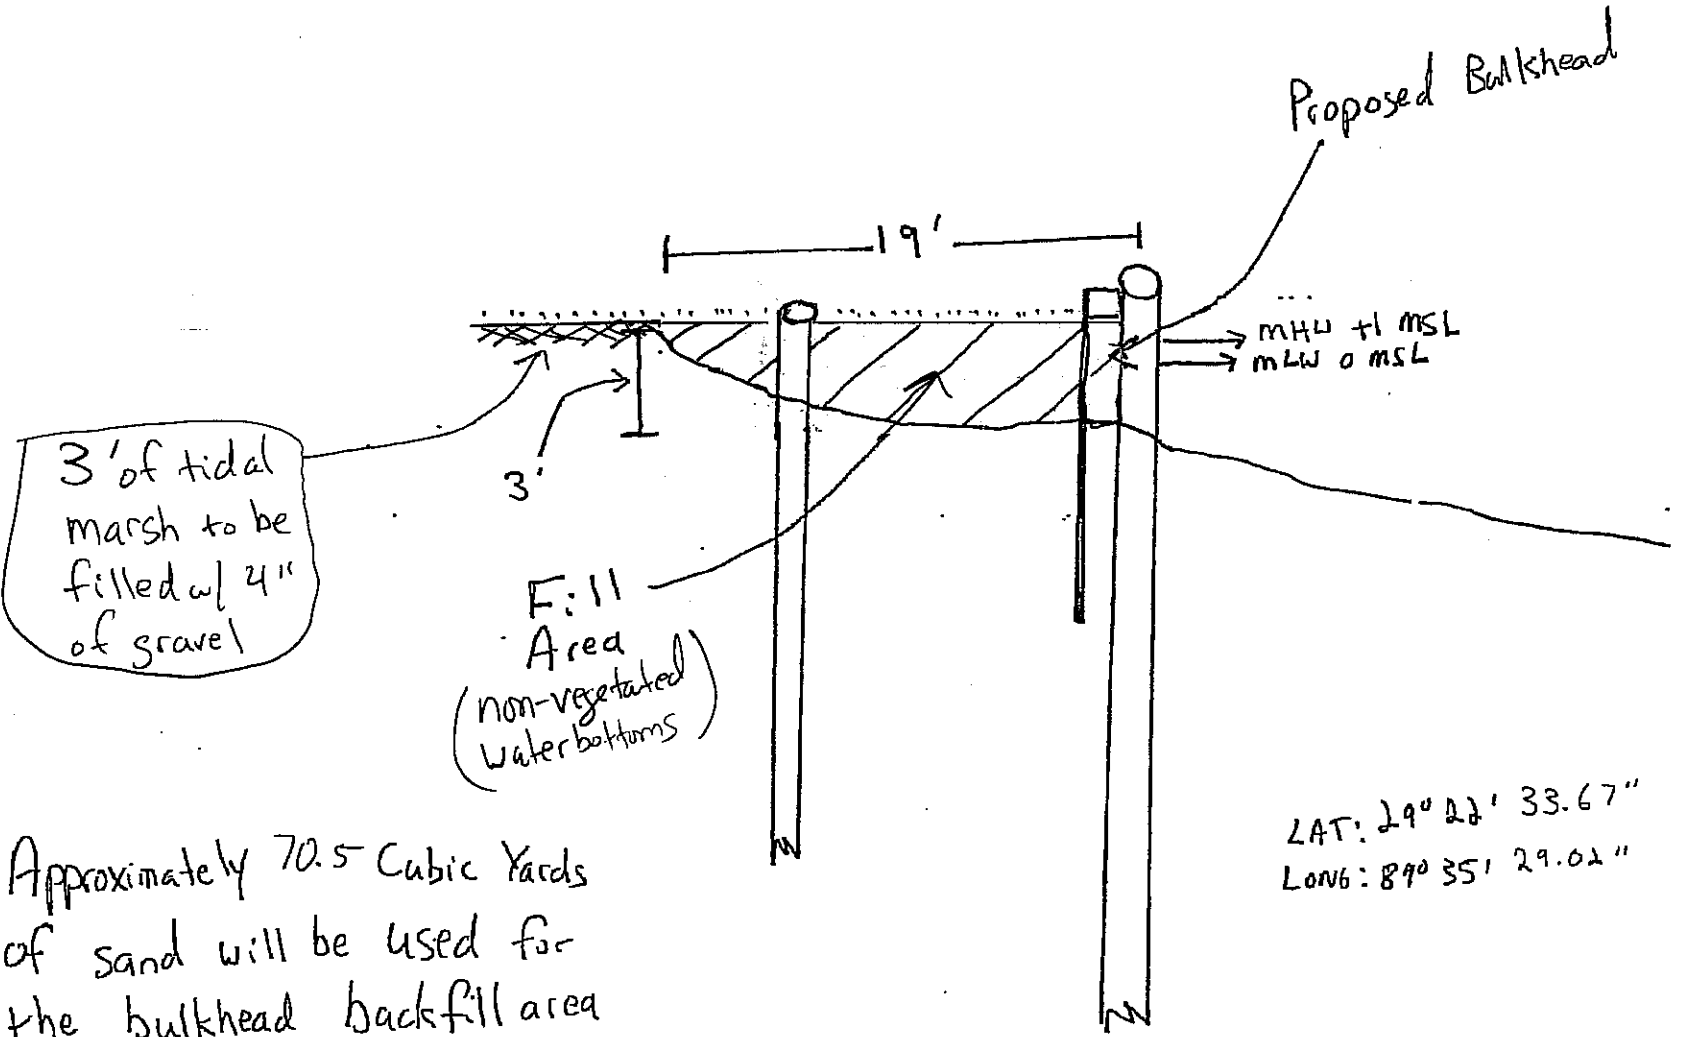 Proposed Bulkhead
19'
MHW +1 MSL
MLW 0 MSL
3' of tidal
marsh to be
filled w/ 4"
of gravel
3'
Fill
Area
(non-vegetated
waterbottoms)
LAT: 29° 22' 33.67"
LONG: 89° 35' 29.02"
Approximately 70.5 Cubic Yards
of sand will be used for
the bulkhead backfill area